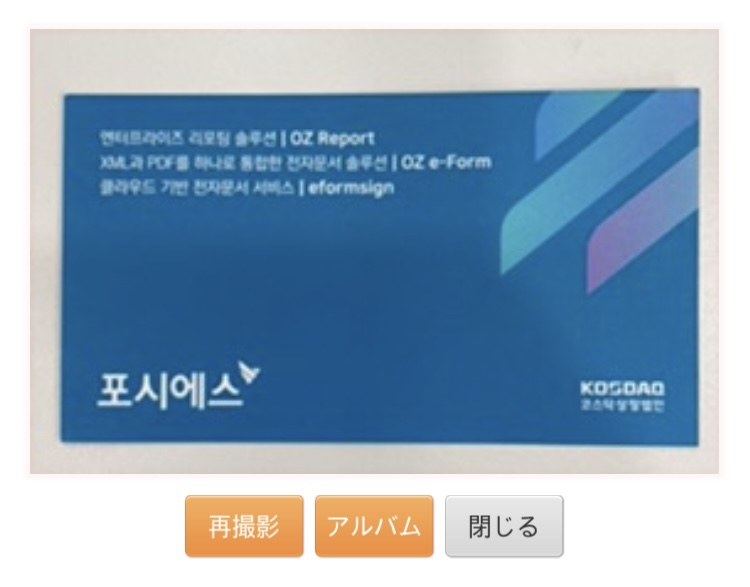 엔터프라이즈 리포팅 솔루션 | OZ Report
XML과 PDF를 하나로 통합한 전자문서 솔루션 | OZ e-Form
클라우드 기반 전자문서 서비스 | eformsign
포시에스
KOSDAQ
코스닥상장법인
再撮影
アルバム
閉じる